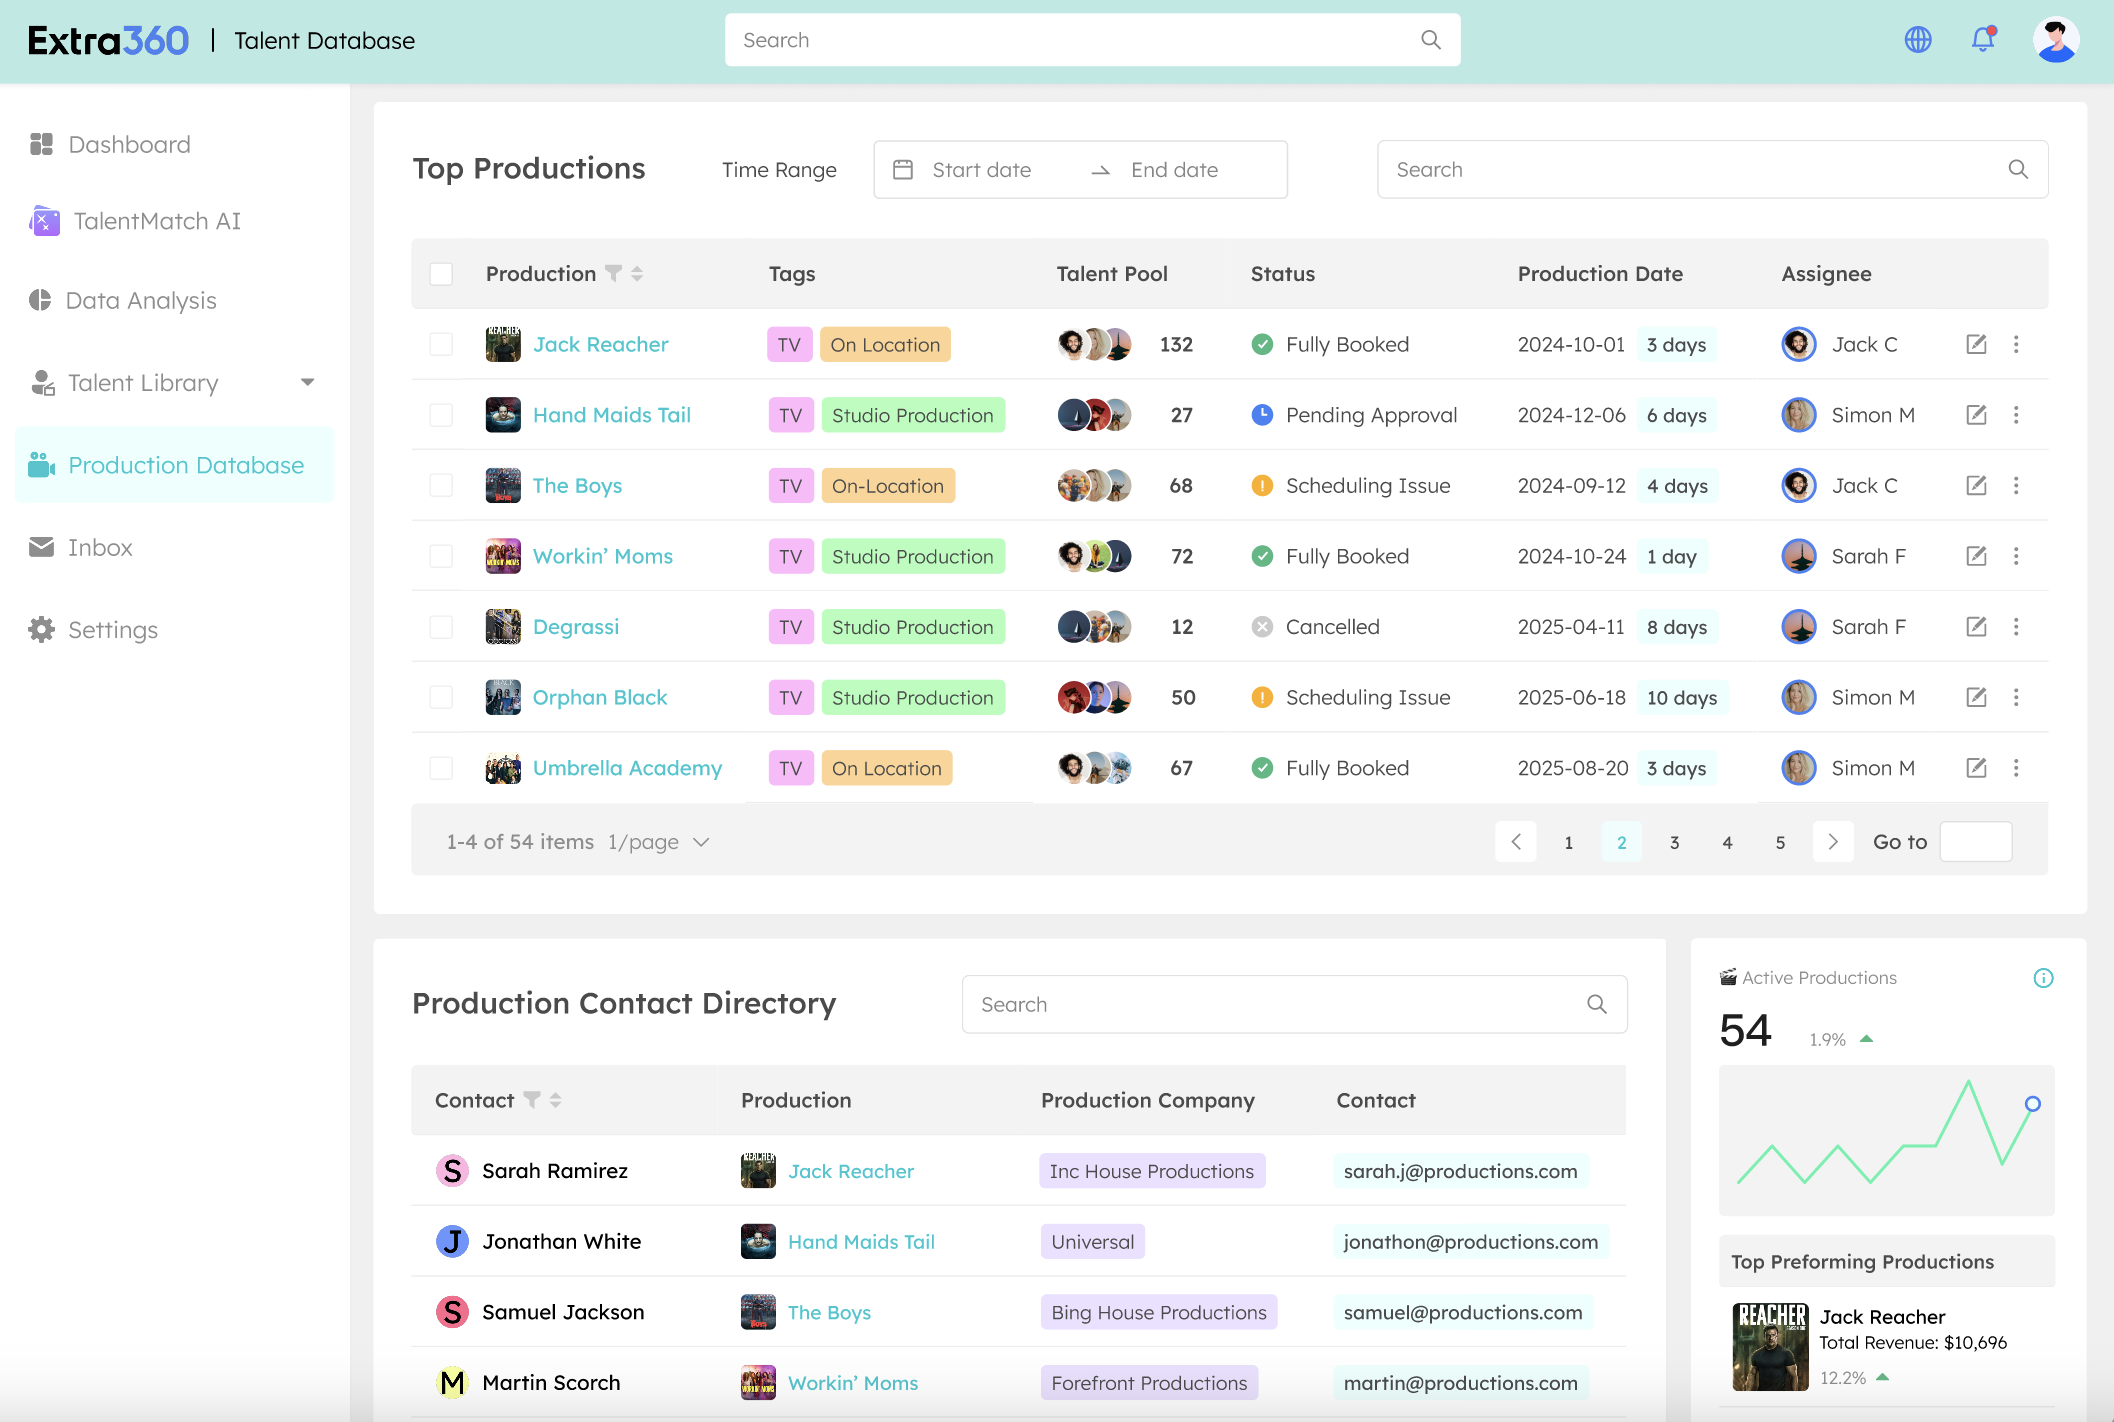 Extra360 | Talent Database
Search
Dashboard
TalentMatch AI
Data Analysis
Talent Library
Production Database
Inbox
Settings
Top Productions
Time Range
Start date → End date
Search
Production Tags Talent Pool Status Production Date Assignee
REACHER Jack Reacher TV On Location 132 Fully Booked 2024-10-01 3 days Jack C
Hand Maids Tail TV Studio Production 27 Pending Approval 2024-12-06 6 days Simon M
The Boys TV On-Location 68 Scheduling Issue 2024-09-12 4 days Jack C
WORKIN' MOMS Workin’ Moms TV Studio Production 72 Fully Booked 2024-10-24 1 day Sarah F
Degrassi TV Studio Production 12 Cancelled 2025-04-11 8 days Sarah F
Orphan Black TV Studio Production 50 Scheduling Issue 2025-06-18 10 days Simon M
Umbrella Academy TV On Location 67 Fully Booked 2025-08-20 3 days Simon M
1-4 of 54 items 1/page
1 2 3 4 5 Go to
Production Contact Directory
Search
Contact Production Production Company Contact
S Sarah Ramirez REACHER Jack Reacher Inc House Productions sarah.j@productions.com
J Jonathan White Hand Maids Tail Universal jonathon@productions.com
S Samuel Jackson The Boys Bing House Productions samuel@productions.com
M Martin Scorch WORKIN' MOMS Workin’ Moms Forefront Productions martin@productions.com
Active Productions
54 1.9%
Top Preforming Productions
REACHER
Jack Reacher
Total Revenue: $10,696
12.2%